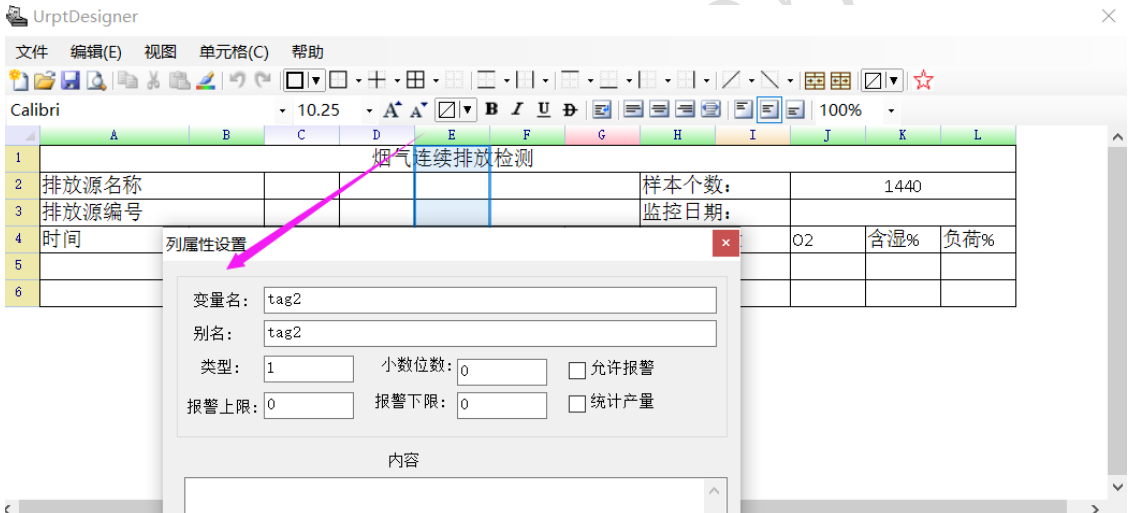 UrptDesigner
文件 编辑(E) 视图 单元格(C) 帮助
Calibri 10.25 A A B I U D 100%
A B C D E F G H I J K L
1 烟气连续排放检测
2 排放源名称 样本个数: 1440
3 排放源编号 监控日期:
4 时间 O2 含湿% 负荷%
5
6
列属性设置
变量名: tag2
别名: tag2
类型: 1 小数位数: 0 允许报警
报警上限: 0 报警下限: 0 统计产量
内容